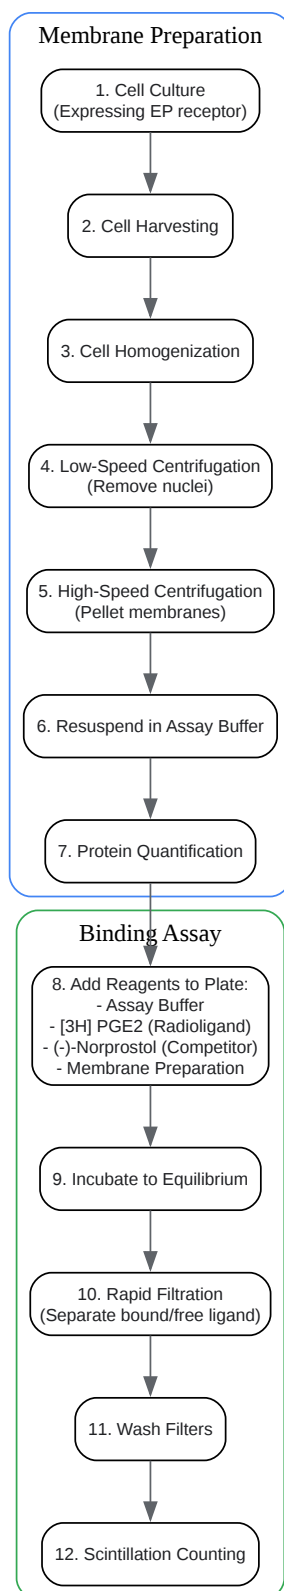 Membrane Preparation
1. Cell Culture
(Expressing EP receptor)
2. Cell Harvesting
3. Cell Homogenization
4. Low-Speed Centrifugation
(Remove nuclei)
5. High-Speed Centrifugation
(Pellet membranes)
6. Resuspend in Assay Buffer
7. Protein Quantification
Binding Assay
8. Add Reagents to Plate:
- Assay Buffer
- [3H] PGE2 (Radioligand)
- (-)-Norprostol (Competitor)
- Membrane Preparation
9. Incubate to Equilibrium
10. Rapid Filtration
(Separate bound/free ligand)
11. Wash Filters
12. Scintillation Counting